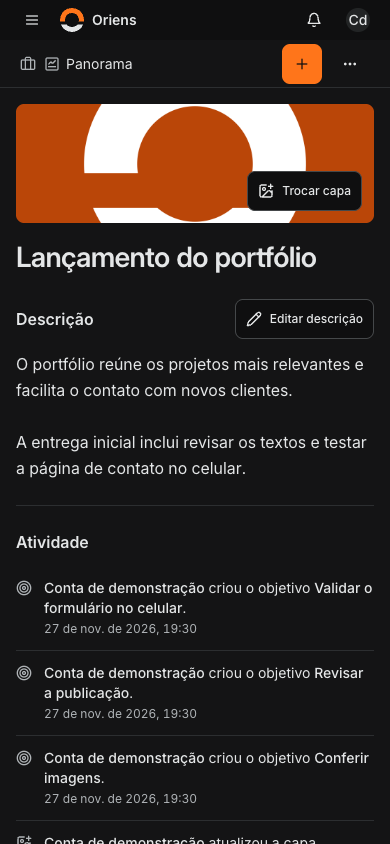 Oriens
Cd
Panorama
Trocar capa
Lançamento do portfólio
Descrição
Editar descrição
O portfólio reúne os projetos mais relevantes e
facilita o contato com novos clientes.
A entrega inicial inclui revisar os textos e testar
a página de contato no celular.
Atividade
Conta de demonstração criou o objetivo Validar o
formulário no celular.
27 de nov. de 2026, 19:30
Conta de demonstração criou o objetivo Revisar
a publicação.
27 de nov. de 2026, 19:30
Conta de demonstração criou o objetivo Conferir
imagens.
27 de nov. de 2026, 19:30
Conta de demonstração atualizou a capa